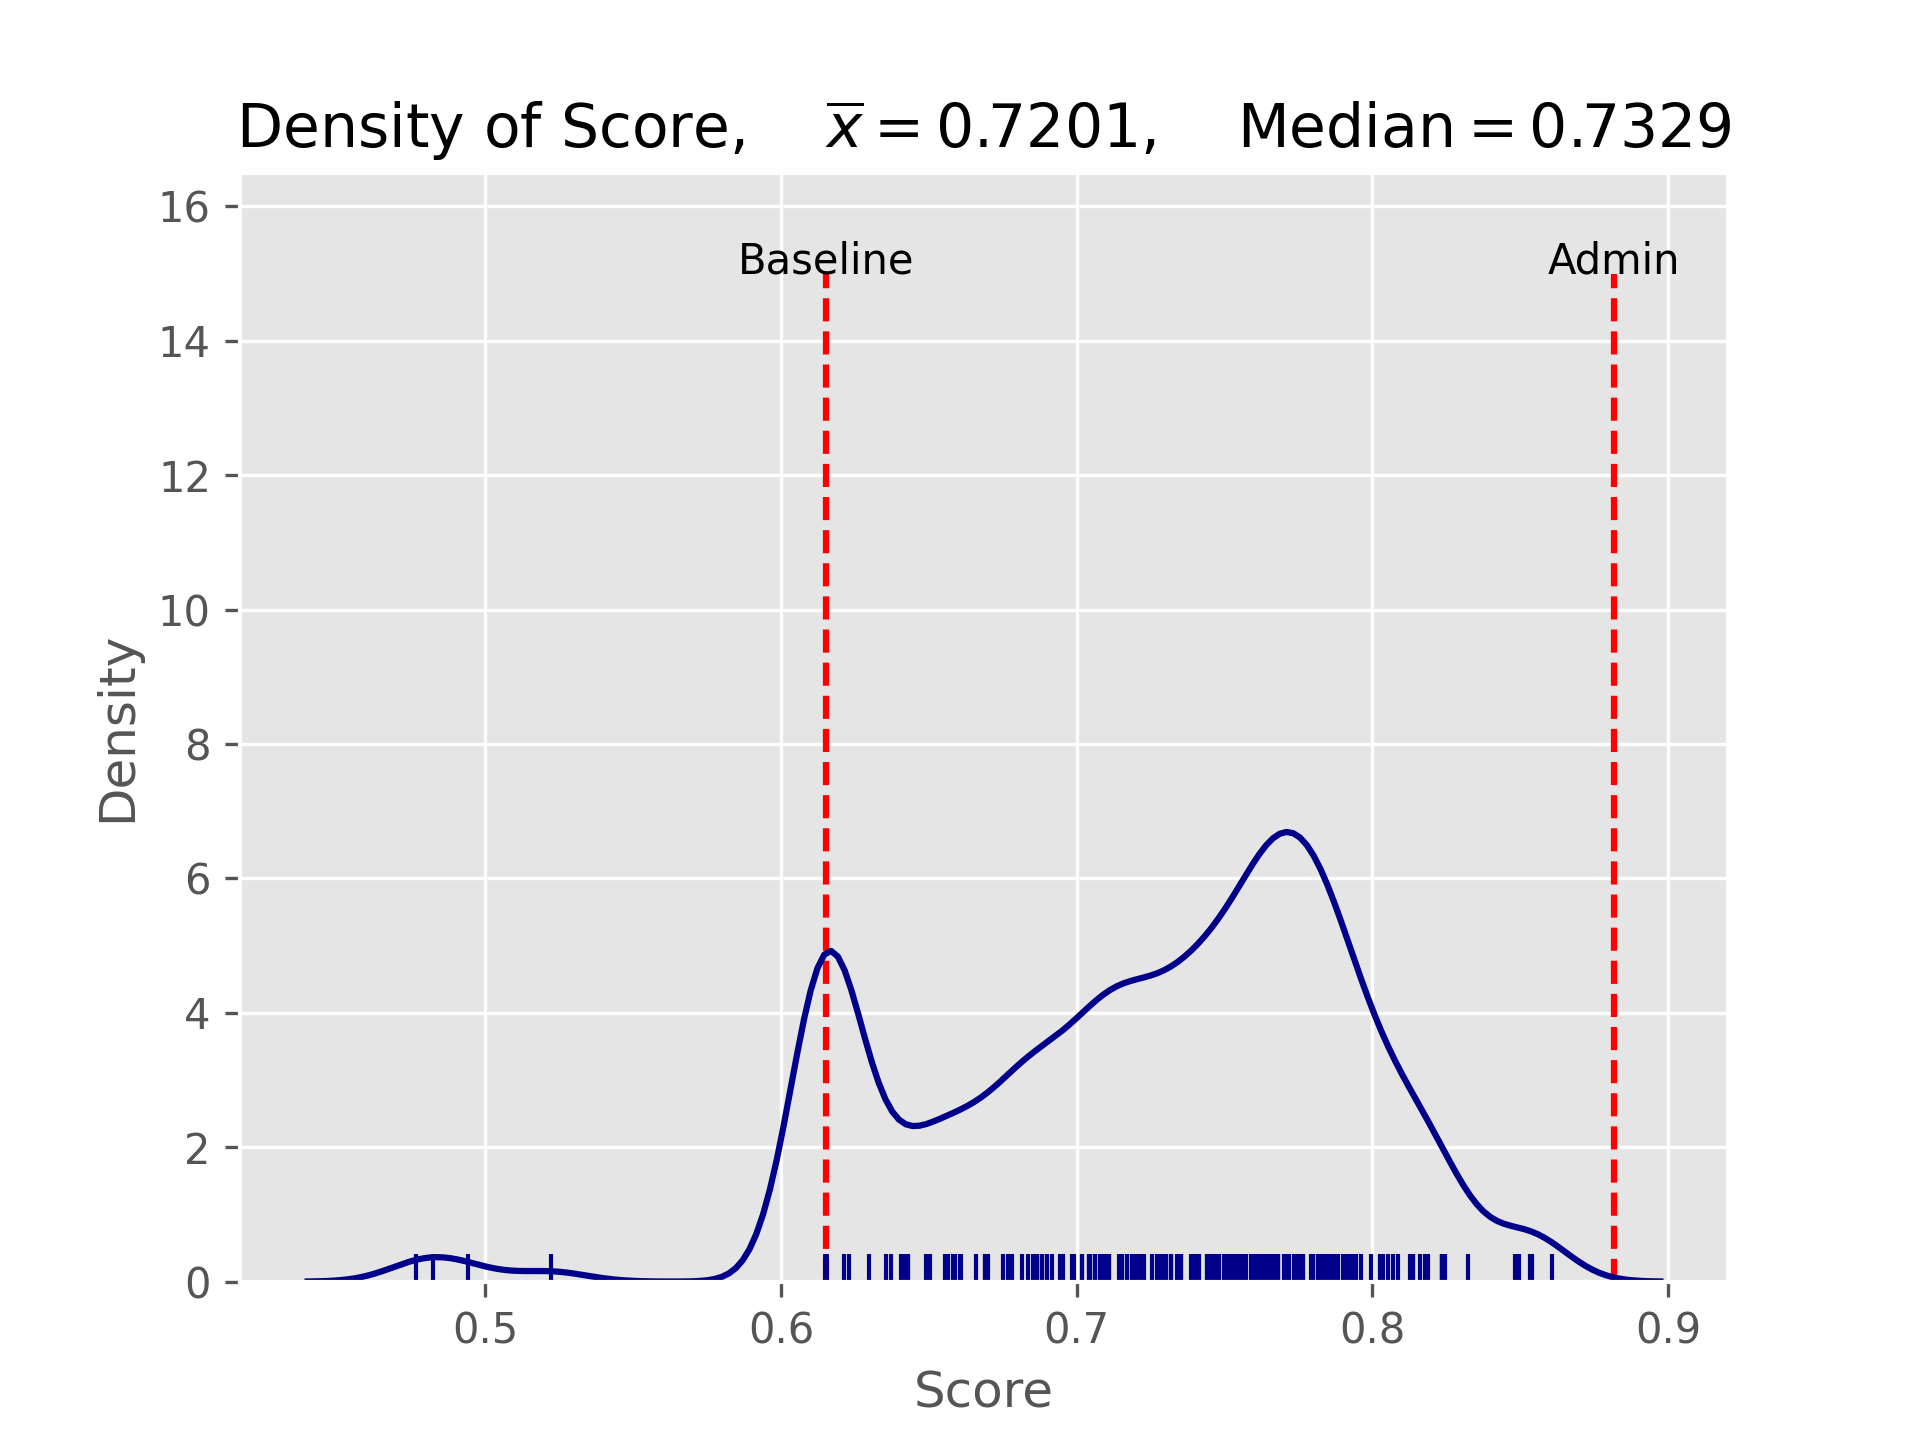 Density of Score, x̅ = 0.7201, Median = 0.7329
16
Baseline Admin
14
12
10
8
6
4
2
0
0.5 0.6 0.7 0.8 0.9
Density
Score